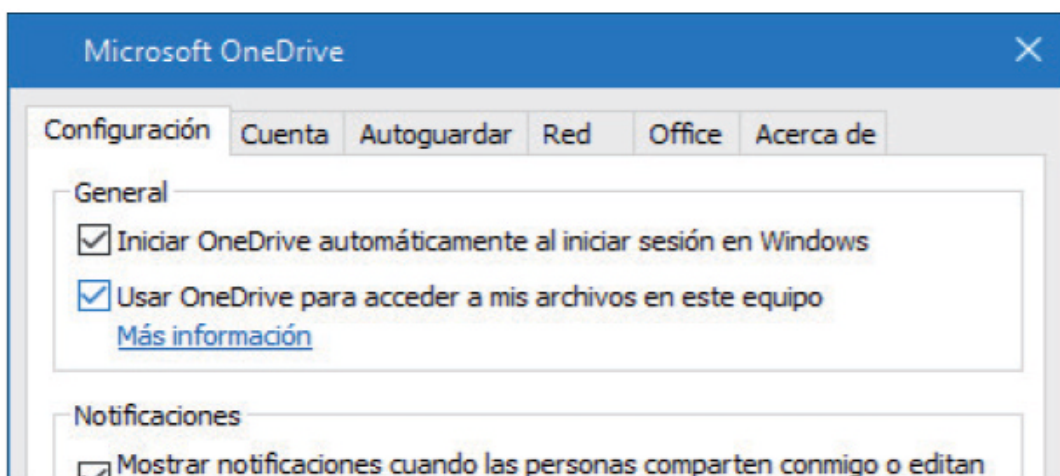 Microsoft OneDrive
Configuración Cuenta Autoguardar Red Office Acerca de
General
Iniciar OneDrive automáticamente al iniciar sesión en Windows
Usar OneDrive para acceder a mis archivos en este equipo
Más información
Notificaciones
Mostrar notificaciones cuando las personas comparten conmigo o editan